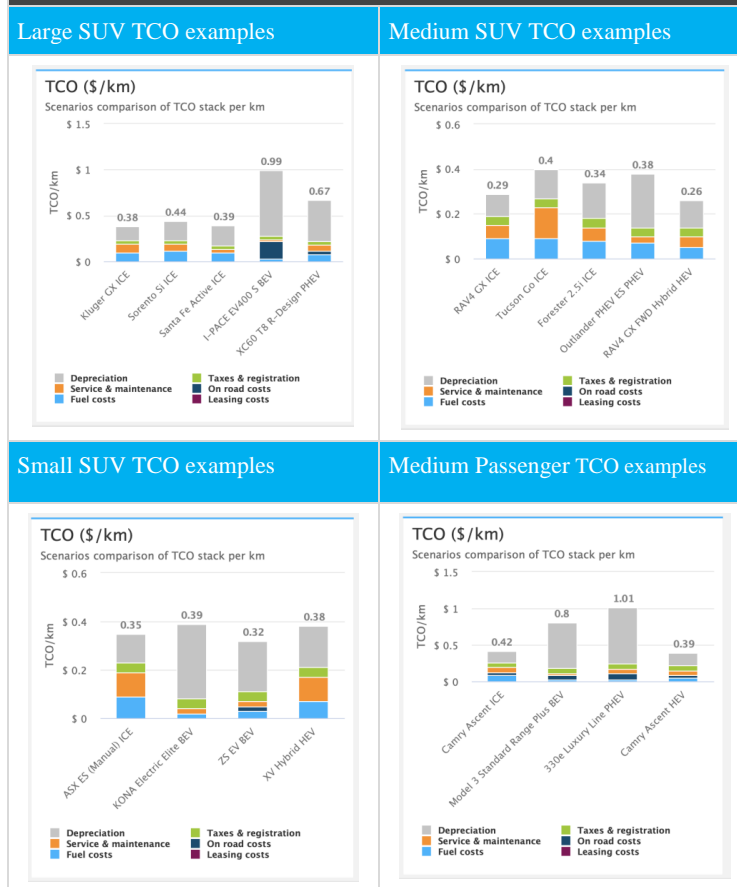 Large SUV TCO examples
Medium SUV TCO examples
TCO ($/km)
Scenarios comparison of TCO stack per km
$ 1.5
$ 1
$ 0.5
$ 0
TCO/km
0.38
0.44
0.39
0.99
0.67
Kluger GX ICE
Sorento Si ICE
Santa Fe Active ICE
I-PACE EV400 S BEV
XC60 T8 R-Design PHEV
Depreciation
Service & maintenance
Fuel costs
Taxes & registration
On road costs
Leasing costs
TCO ($/km)
Scenarios comparison of TCO stack per km
$ 0.6
$ 0.4
$ 0.2
$ 0
TCO/km
0.29
0.4
0.34
0.38
0.26
RAV4 GX ICE
Tucson Go ICE
Forester 2.5i ICE
Outlander PHEV ES PHEV
RAV4 GX FWD Hybrid HEV
Depreciation
Service & maintenance
Fuel costs
Taxes & registration
On road costs
Leasing costs
Small SUV TCO examples
Medium Passenger TCO examples
TCO ($/km)
Scenarios comparison of TCO stack per km
$ 0.6
$ 0.4
$ 0.2
$ 0
TCO/km
0.35
0.39
0.32
0.38
ASX ES (Manual) ICE
KONA Electric Elite BEV
ZS EV BEV
XV Hybrid HEV
Depreciation
Service & maintenance
Fuel costs
Taxes & registration
On road costs
Leasing costs
TCO ($/km)
Scenarios comparison of TCO stack per km
$ 1.5
$ 1
$ 0.5
$ 0
TCO/km
0.42
0.8
1.01
0.39
Camry Ascent ICE
Model 3 Standard Range Plus BEV
330e Luxury Line PHEV
Camry Ascent HEV
Depreciation
Service & maintenance
Fuel costs
Taxes & registration
On road costs
Leasing costs